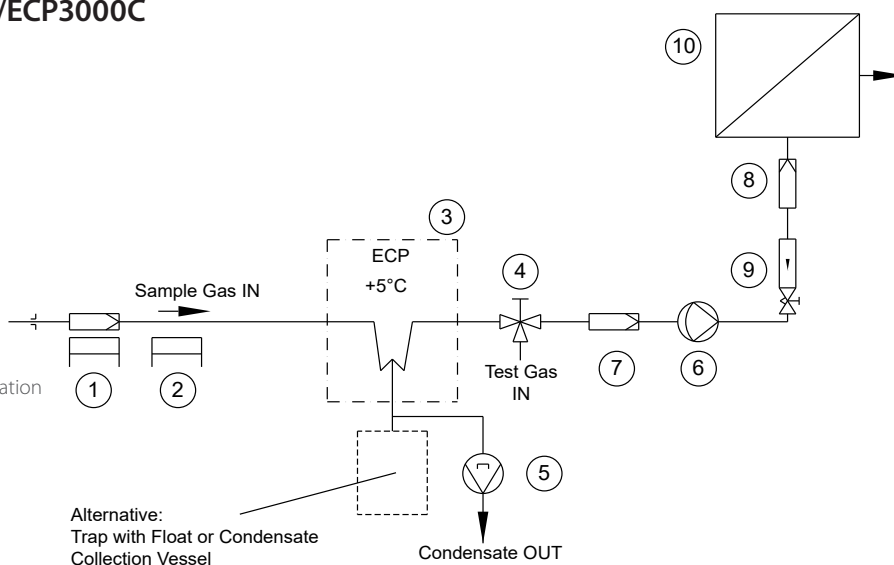 /ECP3000C
10
8
3
ECP
+5°C
4
9
Sample Gas IN
Test Gas
IN
7
6
ation
1
2
5
Alternative:
Trap with Float or Condensate
Collection Vessel
Condensate OUT